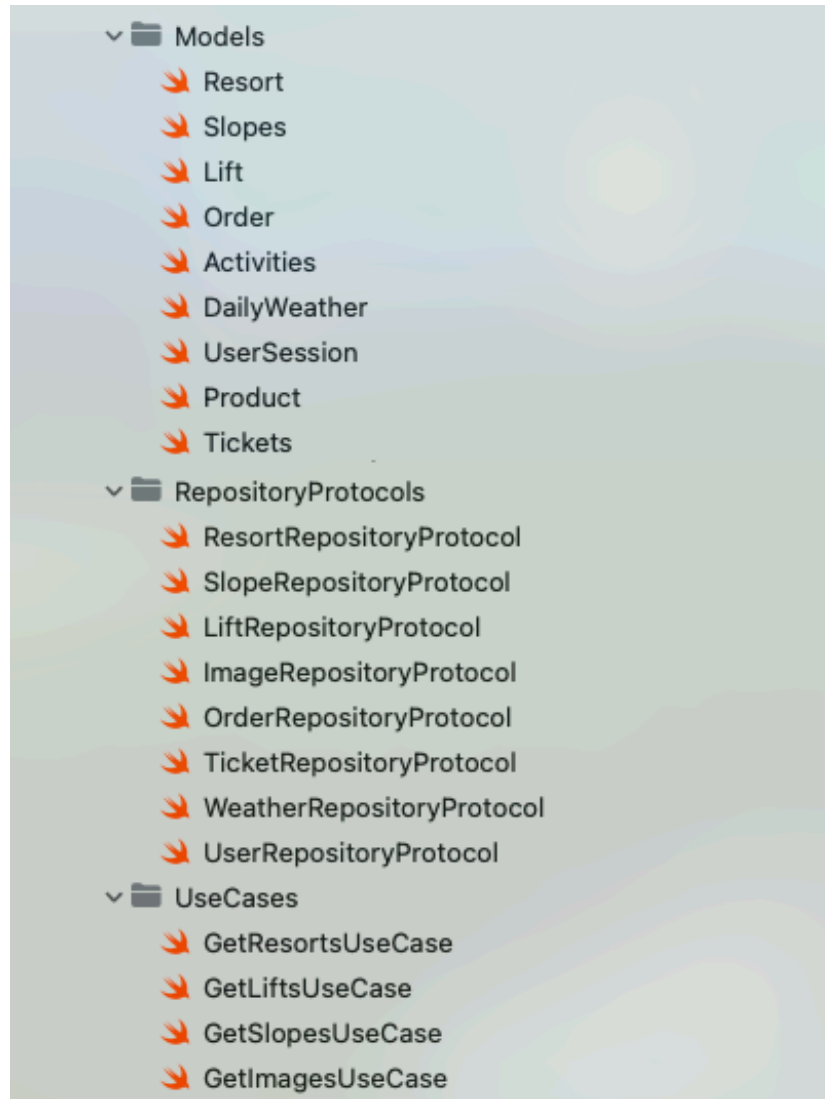 Models
Resort
Slopes
Lift
Order
Activities
DailyWeather
UserSession
Product
Tickets
RepositoryProtocols
ResortRepositoryProtocol
SlopeRepositoryProtocol
LiftRepositoryProtocol
ImageRepositoryProtocol
OrderRepositoryProtocol
TicketRepositoryProtocol
WeatherRepositoryProtocol
UserRepositoryProtocol
UseCases
GetResortsUseCase
GetLiftsUseCase
GetSlopesUseCase
GetImagesUseCase